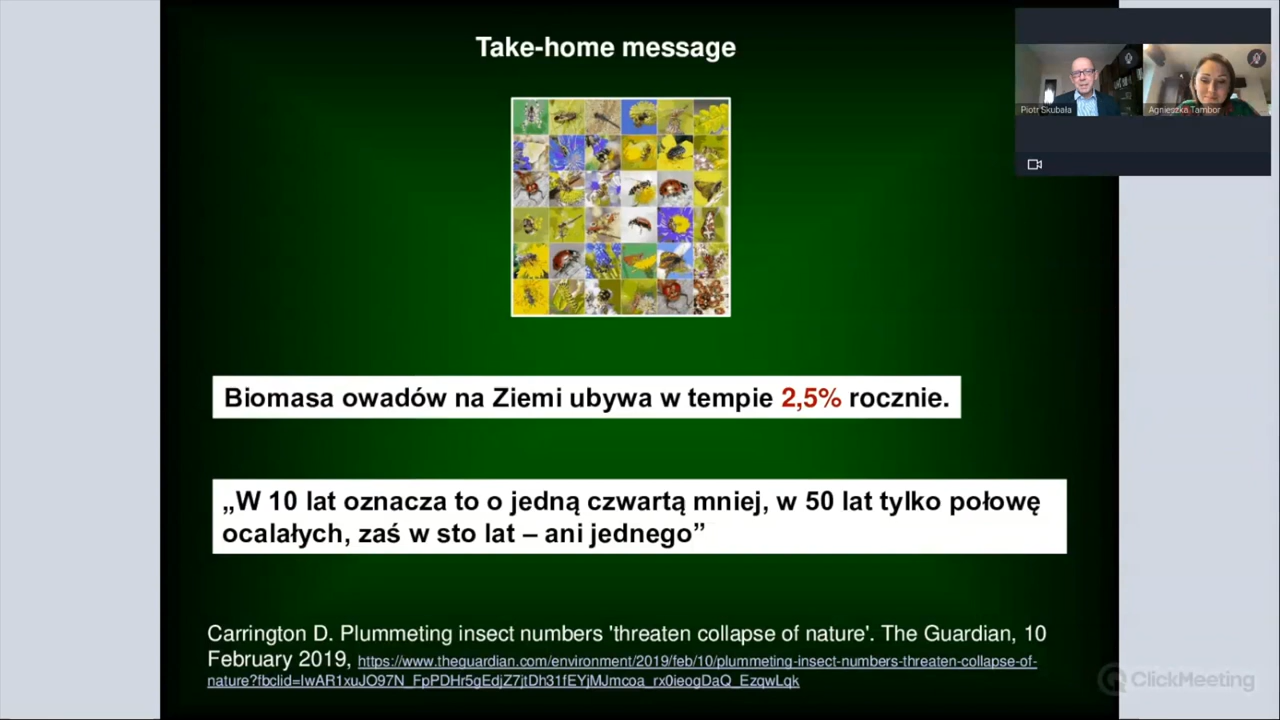 Take-home message
Piotr Skubała
Agnieszka Tambor
Biomasa owadów na Ziemi ubywa w tempie 2,5% rocznie.
„W 10 lat oznacza to o jedną czwartą mniej, w 50 lat tylko połowę
ocalałych, zaś w sto lat – ani jednego”
Carrington D. Plummeting insect numbers 'threaten collapse of nature'. The Guardian, 10
February 2019, https://www.theguardian.com/environment/2019/feb/10/plummeting-insect-numbers-threaten-collapse-of-
nature?fbclid=IwAR1xuJO97N_FpPDHr5gEdjZ7jtDh31fEYjMJmcoa_rx0ieogDaQ_EzqwLqk
ClickMeeting